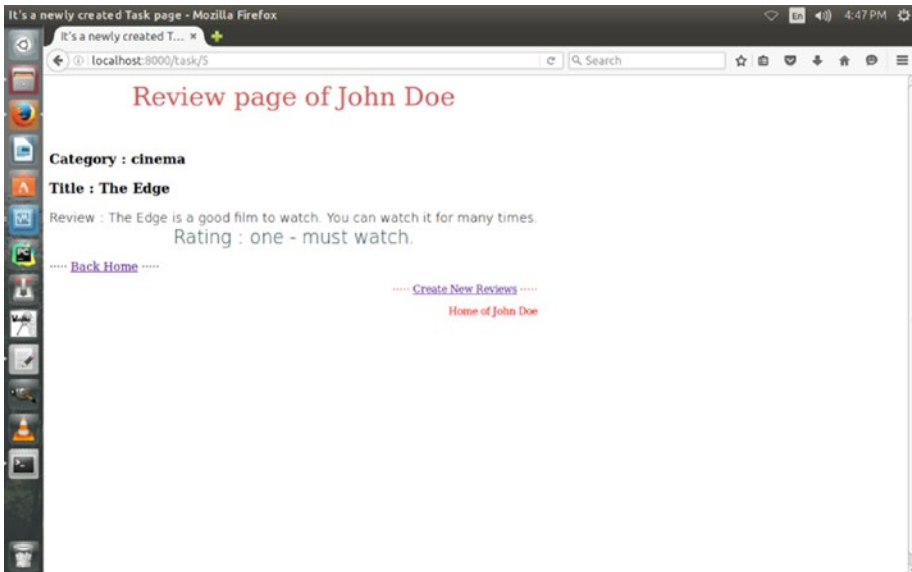 It's a newly created Task page - Mozilla Firefox
En
4:47 PM
It's a newly created T... ×
localhost:8000/task/5
Search
Review page of John Doe
Category : cinema
Title : The Edge
Review : The Edge is a good film to watch. You can watch it for many times.
Rating : one - must watch.
····· Back Home ·····
····· Create New Reviews ·····
Home of John Doe